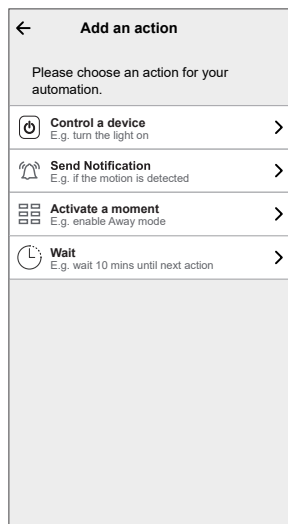 Add an action
Please choose an action for your
automation.
Control a device
E.g. turn the light on
Send Notification
E.g. if the motion is detected
Activate a moment
E.g. enable Away mode
Wait
E.g. wait 10 mins until next action